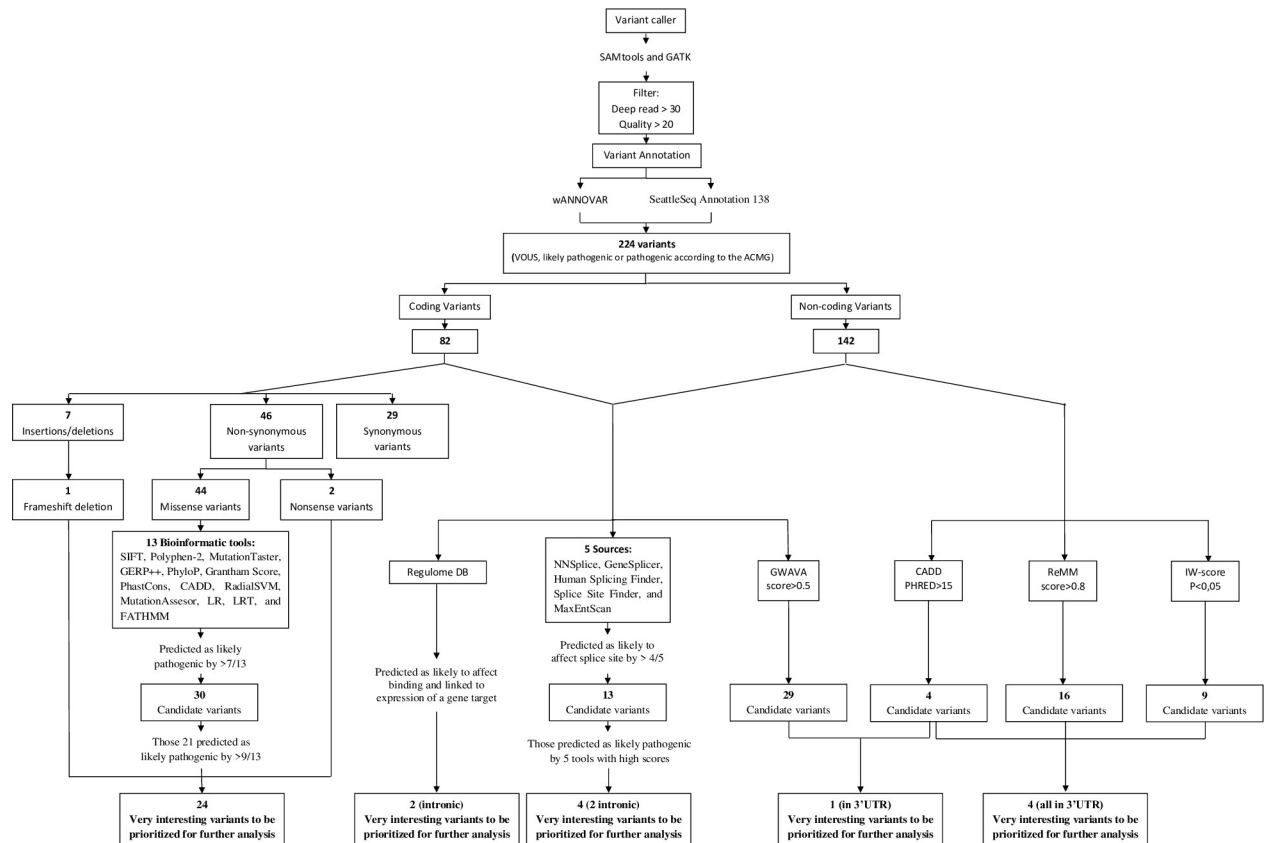 Variant caller
SAMtools and GATK
Filter:
Deep read > 30
Quality > 20
Variant Annotation
wANNOVAR
SeattleSeq Annotation 138
224 variants
(VOUS, likely pathogenic or pathogenic according to the ACMG)
Coding Variants
Non-coding Variants
82
142
7
Insertions/deletions
46
Non-synonymous
variants
29
Synonymous
variants
1
Frameshift deletion
44
Missense variants
2
Nonsense variants
13 Bioinformatic tools:
SIFT, Polyphen-2, MutationTaster,
GERP++, PhyloP, Grantham Score,
PhastCons, CADD, RadialSVM,
MutationAssesor, LR, LRT, and
FATHMM
Regulome DB
5 Sources:
NNSplice, GeneSplicer,
Human Splicing Finder,
Splice Site Finder, and
MaxEntScan
GWAVA
score>0.5
CADD
PHRED>15
ReMM
score>0.8
IW-score
P<0,05
Predicted as likely
pathogenic by >7/13
Predicted as likely to affect
binding and linked to
expression of a gene target
Predicted as likely to
affect splice site by > 4/5
30
Candidate variants
13
Candidate variants
29
Candidate variants
4
Candidate variants
16
Candidate variants
9
Candidate variants
Those 21 predicted as
likely pathogenic by >9/13
Those predicted as likely pathogenic
by 5 tools with high scores
24
Very interesting variants to be
prioritized for further analysis
2 (intronic)
Very interesting variants to be
prioritized for further analysis
4 (2 intronic)
Very interesting variants to be
prioritized for further analysis
1 (in 3'UTR)
Very interesting variants to be
prioritized for further analysis
4 (all in 3'UTR)
Very interesting variants to be
prioritized for further analysis